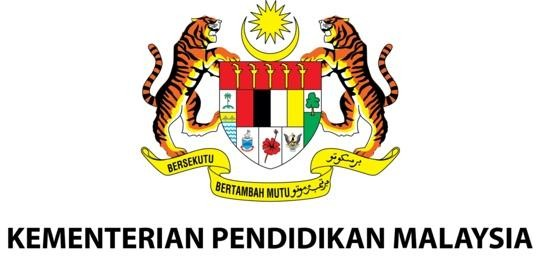 BERSEKUTU
BERTAMBAH MUTU
برسکوتو
برتمبه موتو
KEMENTERIAN PENDIDIKAN MALAYSIA